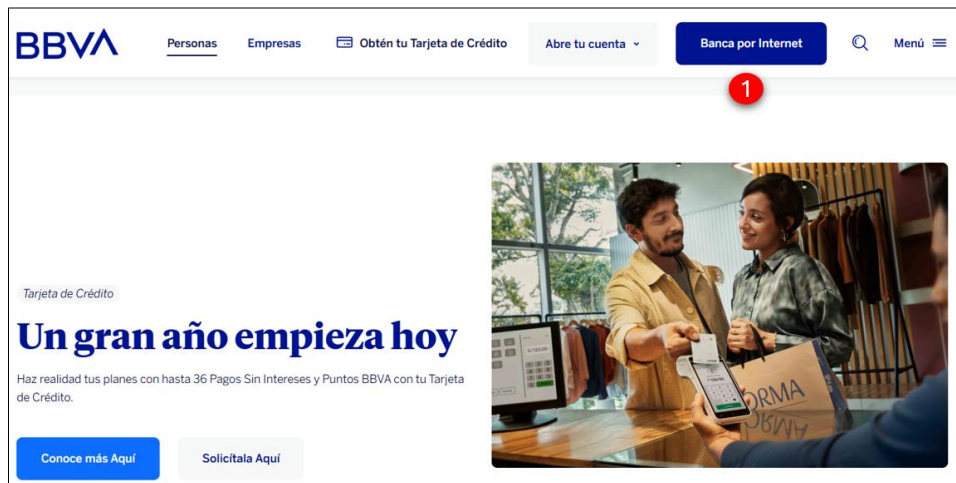 BBVA
Personas
Empresas
Obtén tu Tarjeta de Crédito
Abre tu cuenta
Banca por Internet
Menú
1
Tarjeta de Crédito
Un gran año empieza hoy
Haz realidad tus planes con hasta 36 Pagos Sin Intereses y Puntos BBVA con tu Tarjeta
de Crédito.
Conoce más Aquí
Solicítala Aquí